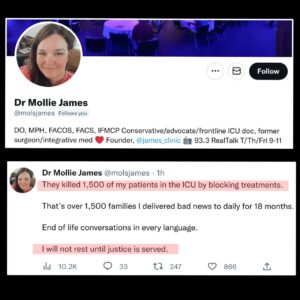 Follow
Dr Mollie James
@molsjames Follows you
DO, MPH, FACOS, FACS, IFMCP Conservative/advocate/frontline ICU doc, former
surgeon/integrative med ❤️ Founder, @james_clinic 🎙️ 93.3 RealTalk T/Th/Fri 9-11
Dr Mollie James @molsjames · 1h
They killed 1,500 of my patients in the ICU by blocking treatments.
That's over 1,500 families I delivered bad news to daily for 18 months.
End of life conversations in every language.
I will not rest until justice is served.
10.2K 33 247 866